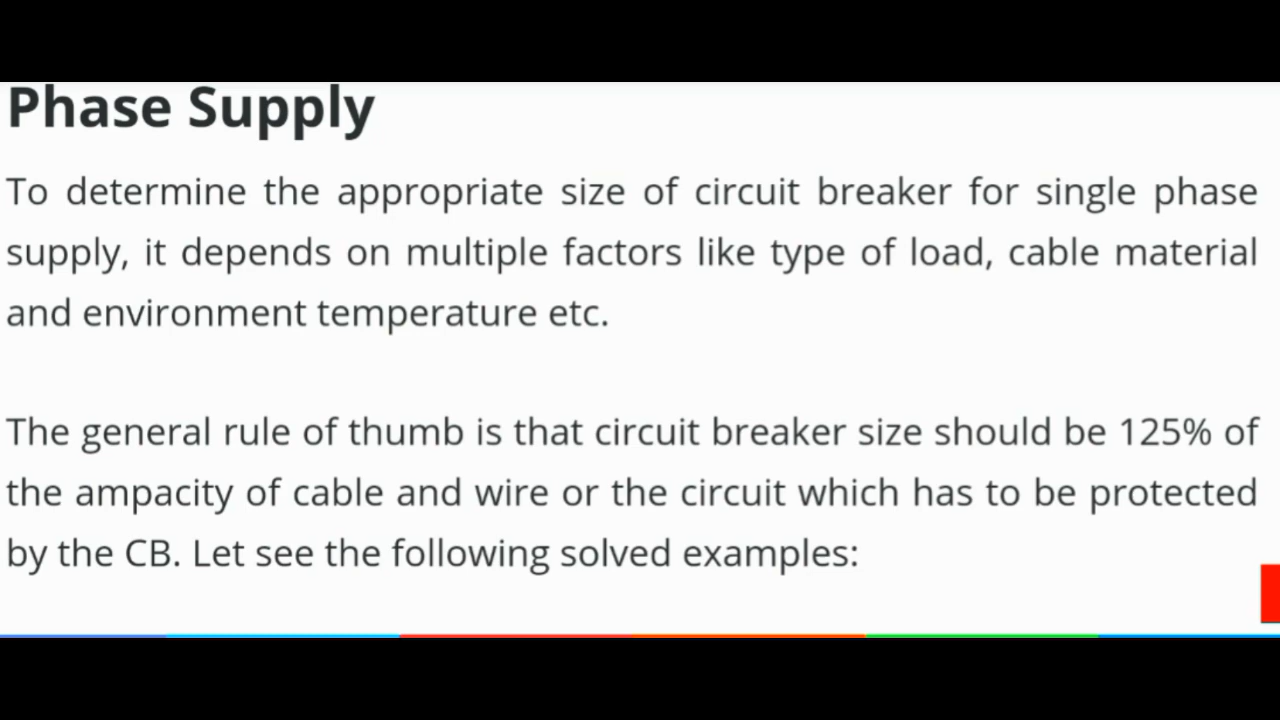 Phase Supply
To determine the appropriate size of circuit breaker for single phase
supply, it depends on multiple factors like type of load, cable material
and environment temperature etc.
The general rule of thumb is that circuit breaker size should be 125% of
the ampacity of cable and wire or the circuit which has to be protected
by the CB. Let see the following solved examples: